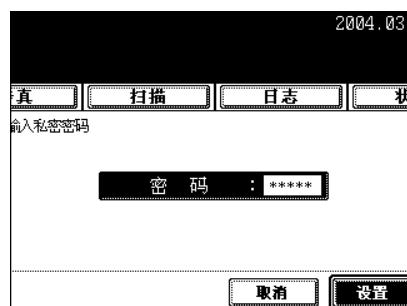 2004.03
真 扫描 日志 状
输入私密密码
密 码 : *****
取消 设置